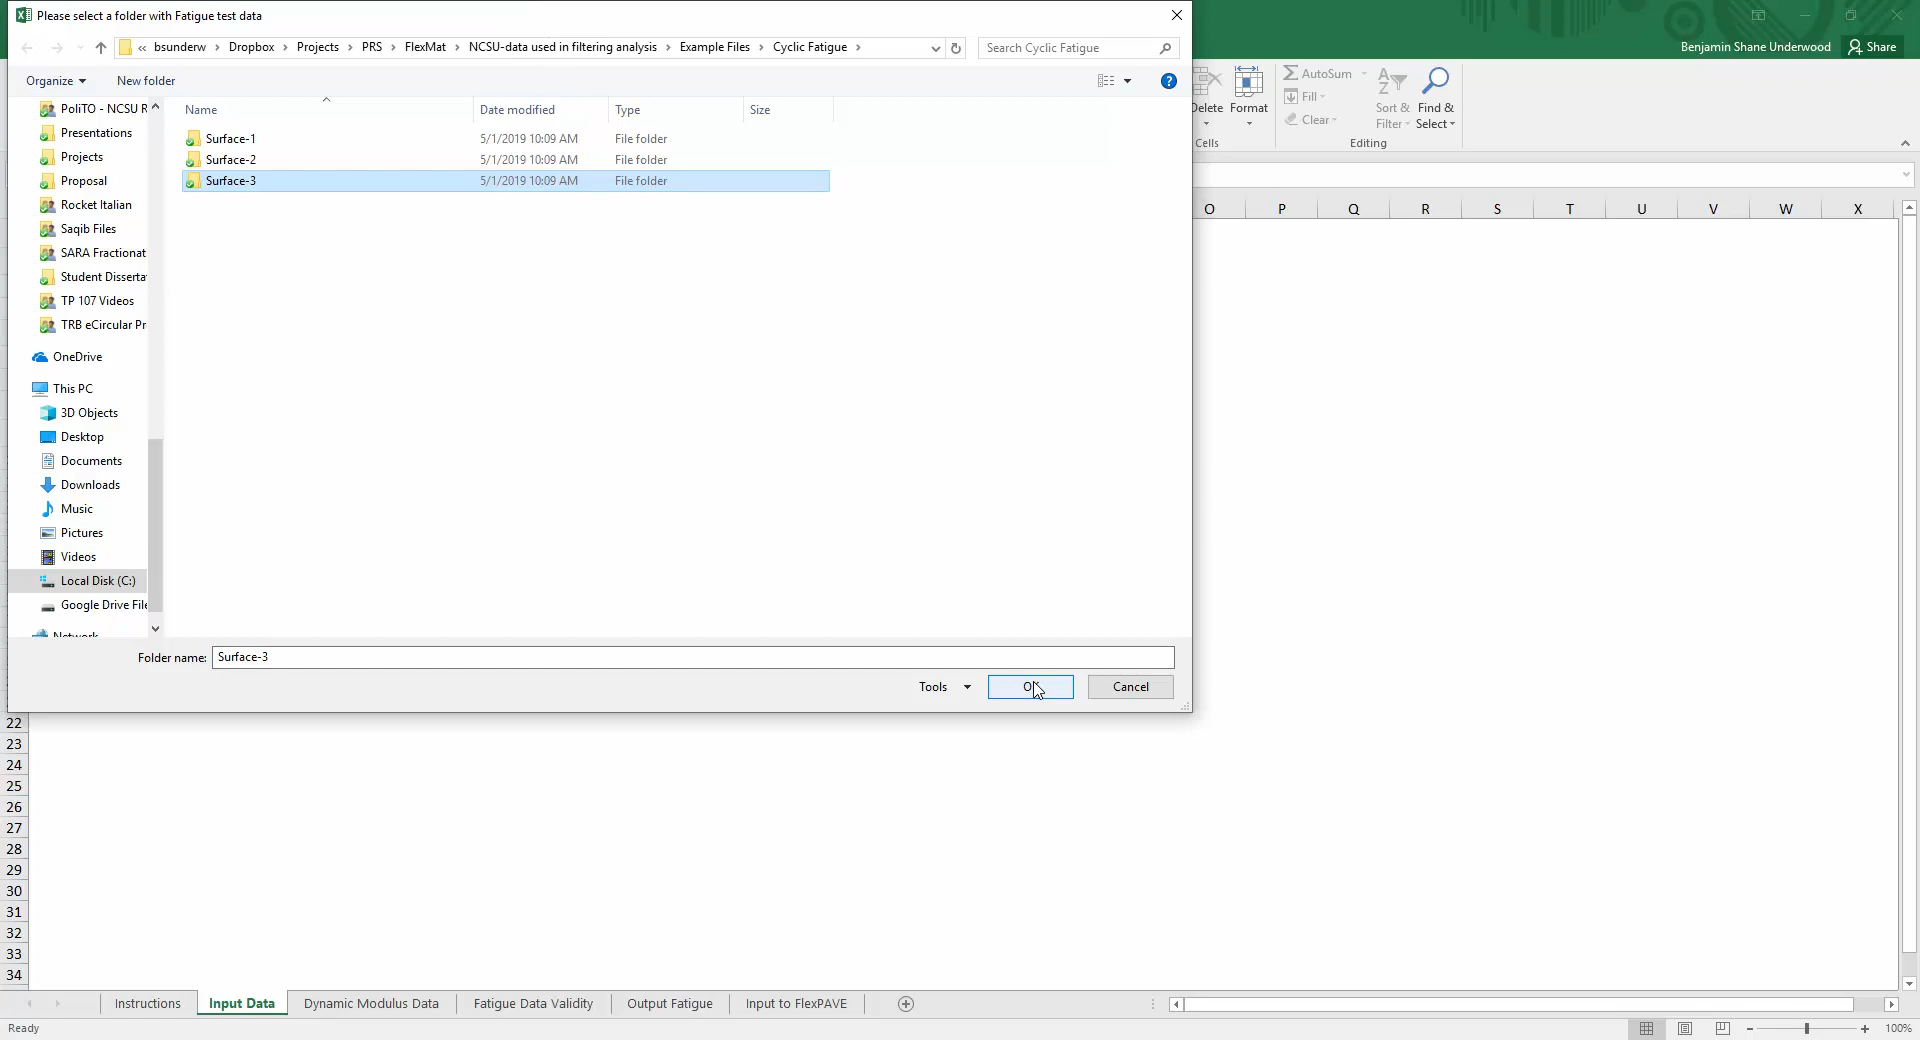 Please select a folder with Fatigue test data
« bsunderw › Dropbox › Projects › PRS › FlexMat › NCSU-data used in filtering analysis › Example Files › Cyclic Fatigue ›
Search Cyclic Fatigue
Benjamin Shane Underwood
Share
Organize
New folder
AutoSum
Fill
Clear
Delete
Format
Sort &
Filter
Find &
Select
Cells
Editing
Name
Date modified
Type
Size
Surface-1 5/1/2019 10:09 AM File folder
Surface-2 5/1/2019 10:09 AM File folder
Surface-3 5/1/2019 10:09 AM File folder
PoliTO - NCSU R
Presentations
Projects
Proposal
Rocket Italian
Saqib Files
SARA Fractionat
Student Disserta
TP 107 Videos
TRB eCircular Pr
OneDrive
This PC
3D Objects
Desktop
Documents
Downloads
Music
Pictures
Videos
Local Disk (C:)
Google Drive File
Network
O P Q R S T U V W X
Folder name: Surface-3
Tools
Cancel
22
23
24
25
26
27
28
29
30
31
32
33
34
Instructions
Input Data
Dynamic Modulus Data
Fatigue Data Validity
Output Fatigue
Input to FlexPAVE
Ready
100%